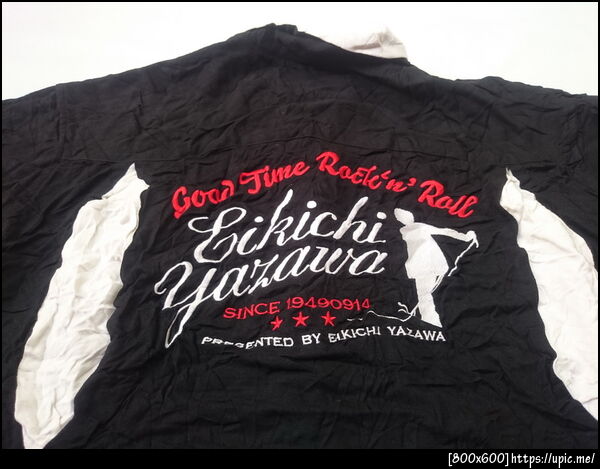 Good Time Rock'n' Roll
Eikichi
Yazawa
SINCE 19490914
PRESENTED BY EIKICHI YAZAWA
[800x600]https://upic.me/